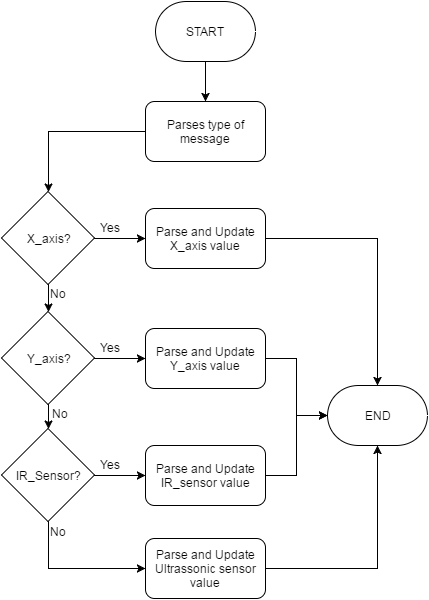 START
Parses type of
message
X_axis?
Yes
Parse and Update
X_axis value
No
Y_axis?
Yes
Parse and Update
Y_axis value
END
No
IR_Sensor?
Yes
Parse and Update
IR_sensor value
No
Parse and Update
Ultrassonic sensor
value